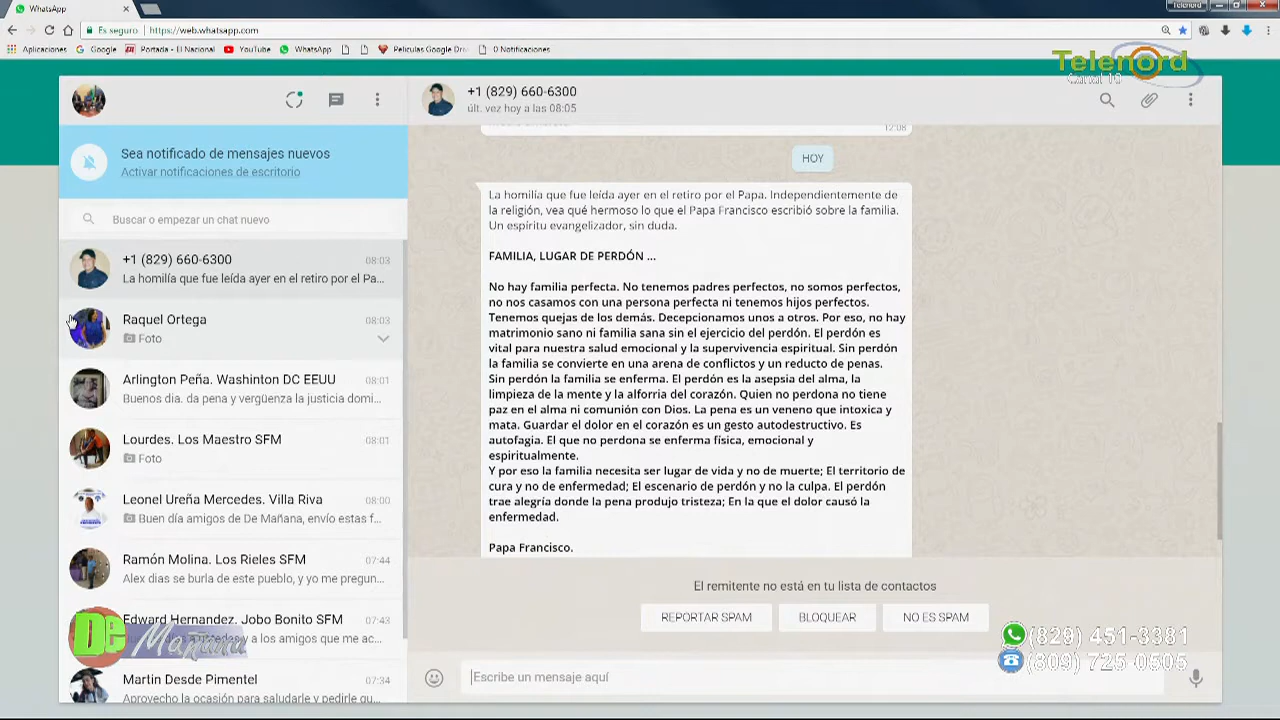 WhatsApp
Telenord
Es seguro | https://web.whatsapp.com
Aplicaciones
Google
Portada - El Nacional
YouTube
WhatsApp
Peliculas Google Dri
0 Notificaciones
Telenord
Canal 10
+1 (829) 660-6300
últ. vez hoy a las 08:05
Sea notificado de mensajes nuevos
Activar notificaciones de escritorio
Buscar o empezar un chat nuevo
+1 (829) 660-6300
08:03
La homilía que fue leída ayer en el retiro por el Pa...
Raquel Ortega
08:03
Foto
Arlington Peña. Washinton DC EEUU
08:01
Buenos dia. da pena y vergüenza la justicia domi...
Lourdes. Los Maestro SFM
08:01
Foto
Leonel Ureña Mercedes. Villa Riva
08:00
Buen día amigos de De Mañana, envío estas f...
Ramón Molina. Los Rieles SFM
07:44
Alex dias se burla de este pueblo, y yo me pregun...
Edward Hernandez. Jobo Bonito SFM
07:43
y a los amigos que me ac...
De Mañana
Martin Desde Pimentel
07:34
Aprovecho la ocasión para saludarle y pedirle qu...
12:08
HOY
La homilía que fue leída ayer en el retiro por el Papa. Independientemente de
la religión, vea qué hermoso lo que el Papa Francisco escribió sobre la familia.
Un espíritu evangelizador, sin duda.
FAMILIA, LUGAR DE PERDÓN ...
No hay familia perfecta. No tenemos padres perfectos, no somos perfectos,
no nos casamos con una persona perfecta ni tenemos hijos perfectos.
Tenemos quejas de los demás. Decepcionamos unos a otros. Por eso, no hay
matrimonio sano ni familia sana sin el ejercicio del perdón. El perdón es
vital para nuestra salud emocional y la supervivencia espiritual. Sin perdón
la familia se convierte en una arena de conflictos y un reducto de penas.
Sin perdón la familia se enferma. El perdón es la asepsia del alma, la
limpieza de la mente y la alforria del corazón. Quien no perdona no tiene
paz en el alma ni comunión con Dios. La pena es un veneno que intoxica y
mata. Guardar el dolor en el corazón es un gesto autodestructivo. Es
autofagia. El que no perdona se enferma física, emocional y
espiritualmente.
Y por eso la familia necesita ser lugar de vida y no de muerte; El territorio de
cura y no de enfermedad; El escenario de perdón y no la culpa. El perdón
trae alegría donde la pena produjo tristeza; En la que el dolor causó la
enfermedad.
Papa Francisco.
El remitente no está en tu lista de contactos
REPORTAR SPAM
BLOQUEAR
NO ES SPAM
(829) 451-3381
(809) 725-0505
Escribe un mensaje aquí